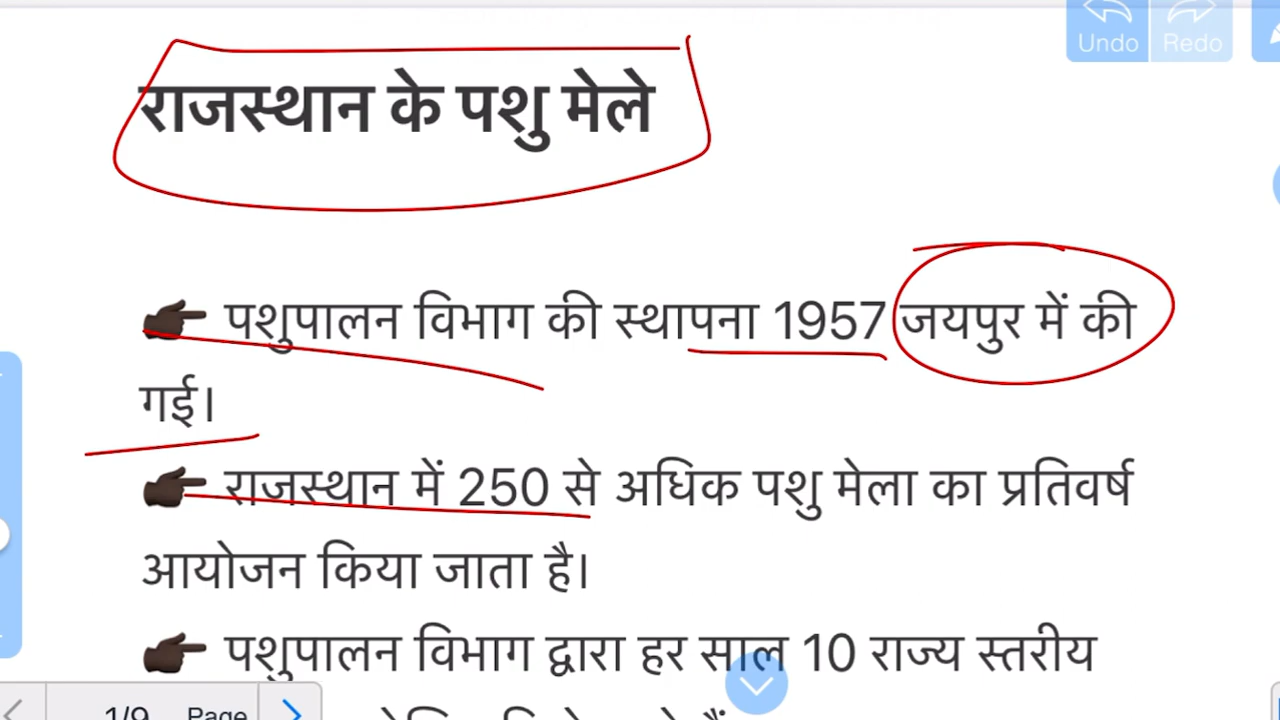 Undo Redo
राजस्थान के पशु मेले
पशुपालन विभाग की स्थापना 1957 जयपुर में की
गई।
राजस्थान में 250 से अधिक पशु मेला का प्रतिवर्ष
आयोजन किया जाता है।
पशुपालन विभाग द्वारा हर साल 10 राज्य स्तरीय
1/9 Page